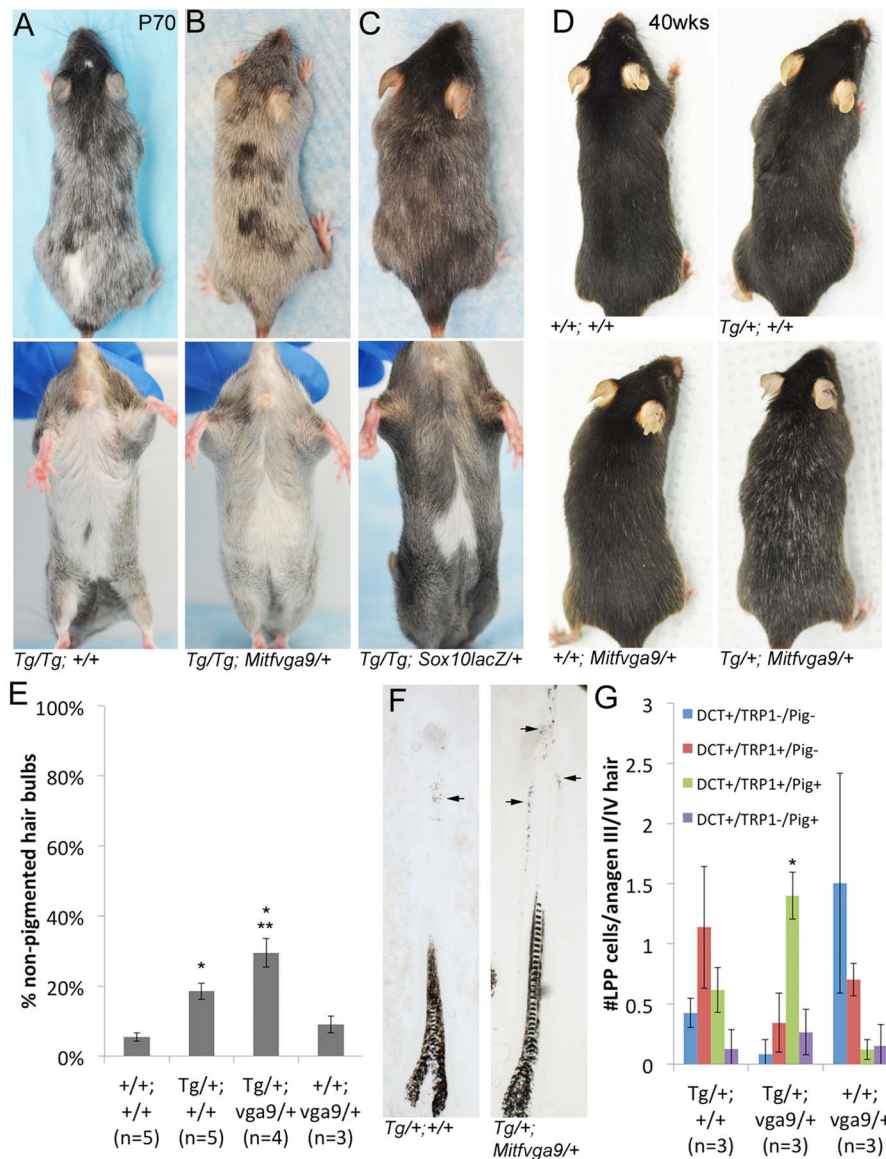 A P70 B C D 40wks
+/+; +/+ Tg/+; +/+
Tg/Tg; +/+ Tg/Tg; Mitfvga9/+ Tg/Tg; Sox10lacZ/+ +/+; Mitfvga9/+ Tg/+; Mitfvga9/+
E
% non-pigmented hair bulbs
100%
80%
60%
40%
20%
0%
*
*
**
+/+; Tg/+; Tg/+; +/+;
+/+ +/+ vga9/+ vga9/+
(n=5) (n=5) (n=4) (n=3)
F
Tg/+;+/+ Tg/+;
Mitfvga9/+
G
#LPP cells/anagen III/IV hair
3
2.5
2
1.5
1
0.5
0
DCT+/TRP1-/Pig-
DCT+/TRP1+/Pig-
DCT+/TRP1+/Pig+
DCT+/TRP1-/Pig+
*
Tg/+; Tg/+; +/+;
+/+ vga9/+ vga9/+
(n=3) (n=3) (n=3)